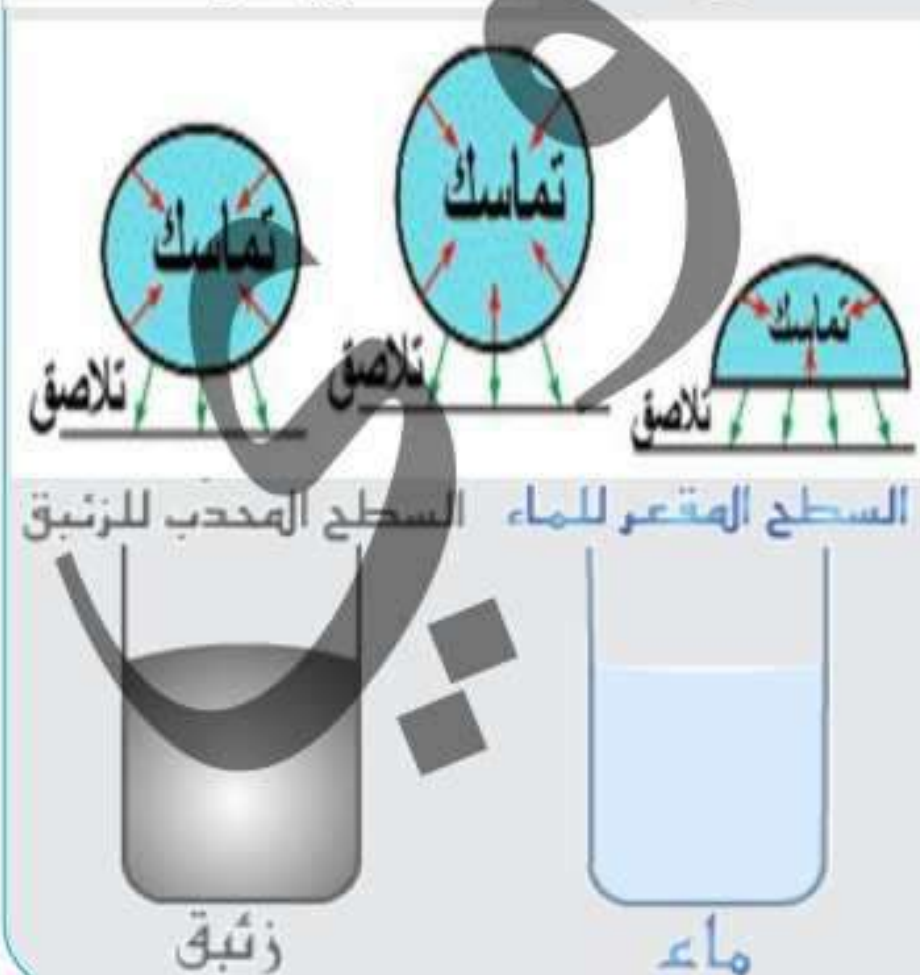 تماسك
تماسك
تماسك
تلاصق
تلاصق
تلاصق
السطح المقعر للماء
السطح المحدب للزئبق
ماء
زئبق